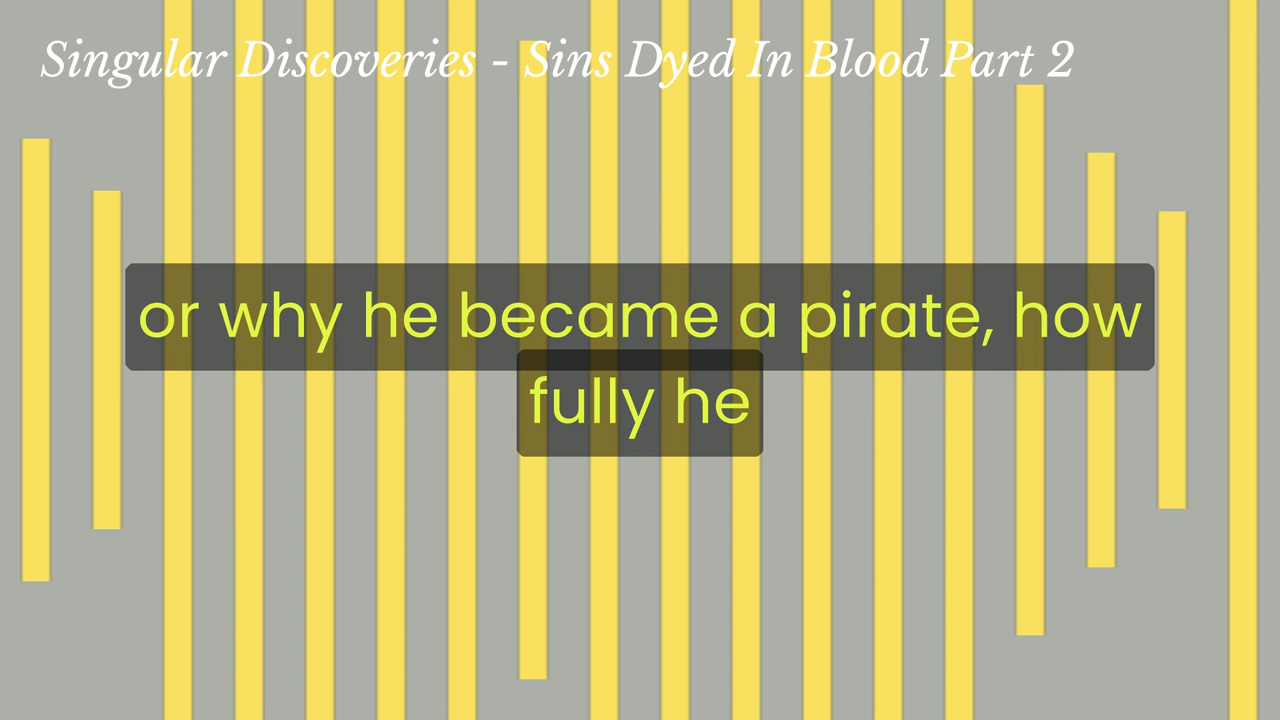 Singular Discoveries - Sins Dyed In Blood Part 2
or why he became a pirate, how
fully he